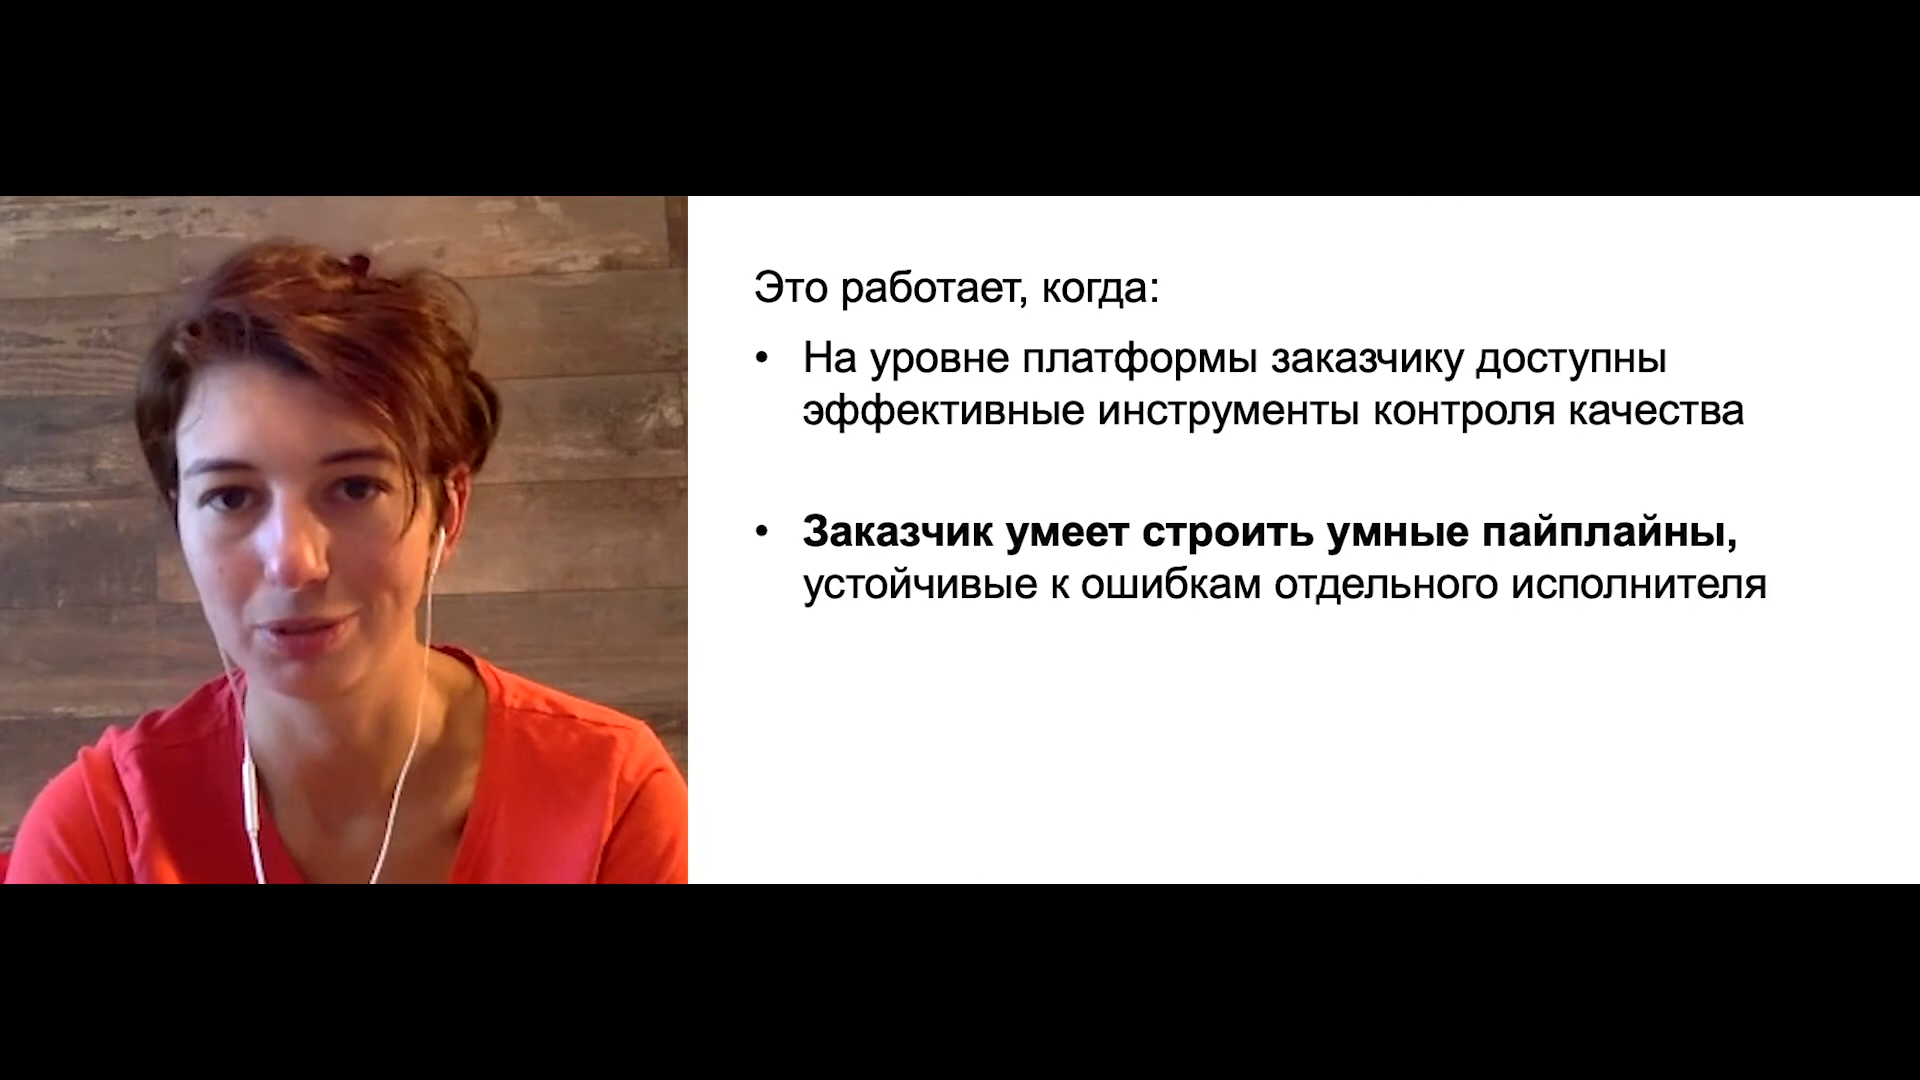 Это работает, когда:
• На уровне платформы заказчику доступны
эффективные инструменты контроля качества
• Заказчик умеет строить умные пайплайны,
устойчивые к ошибкам отдельного исполнителя